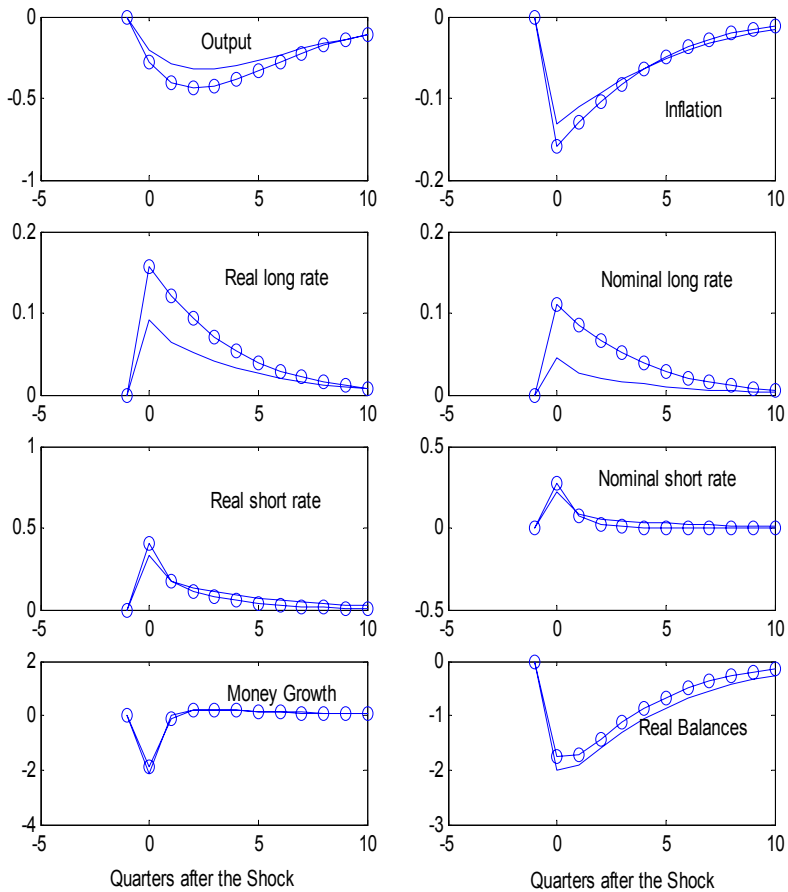 0
-0.5
-1
-5 0 5 10
Output
0
-0.1
-0.2
-5 0 5 10
Inflation
0.2
0.1
0
-5 0 5 10
Real long rate
0.2
0.1
0
-5 0 5 10
Nominal long rate
1
0.5
0
-5 0 5 10
Real short rate
0.5
0
-0.5
-5 0 5 10
Nominal short rate
2
0
-2
-4
-5 0 5 10
Money Growth
Quarters after the Shock
0
-1
-2
-3
-5 0 5 10
Real Balances
Quarters after the Shock